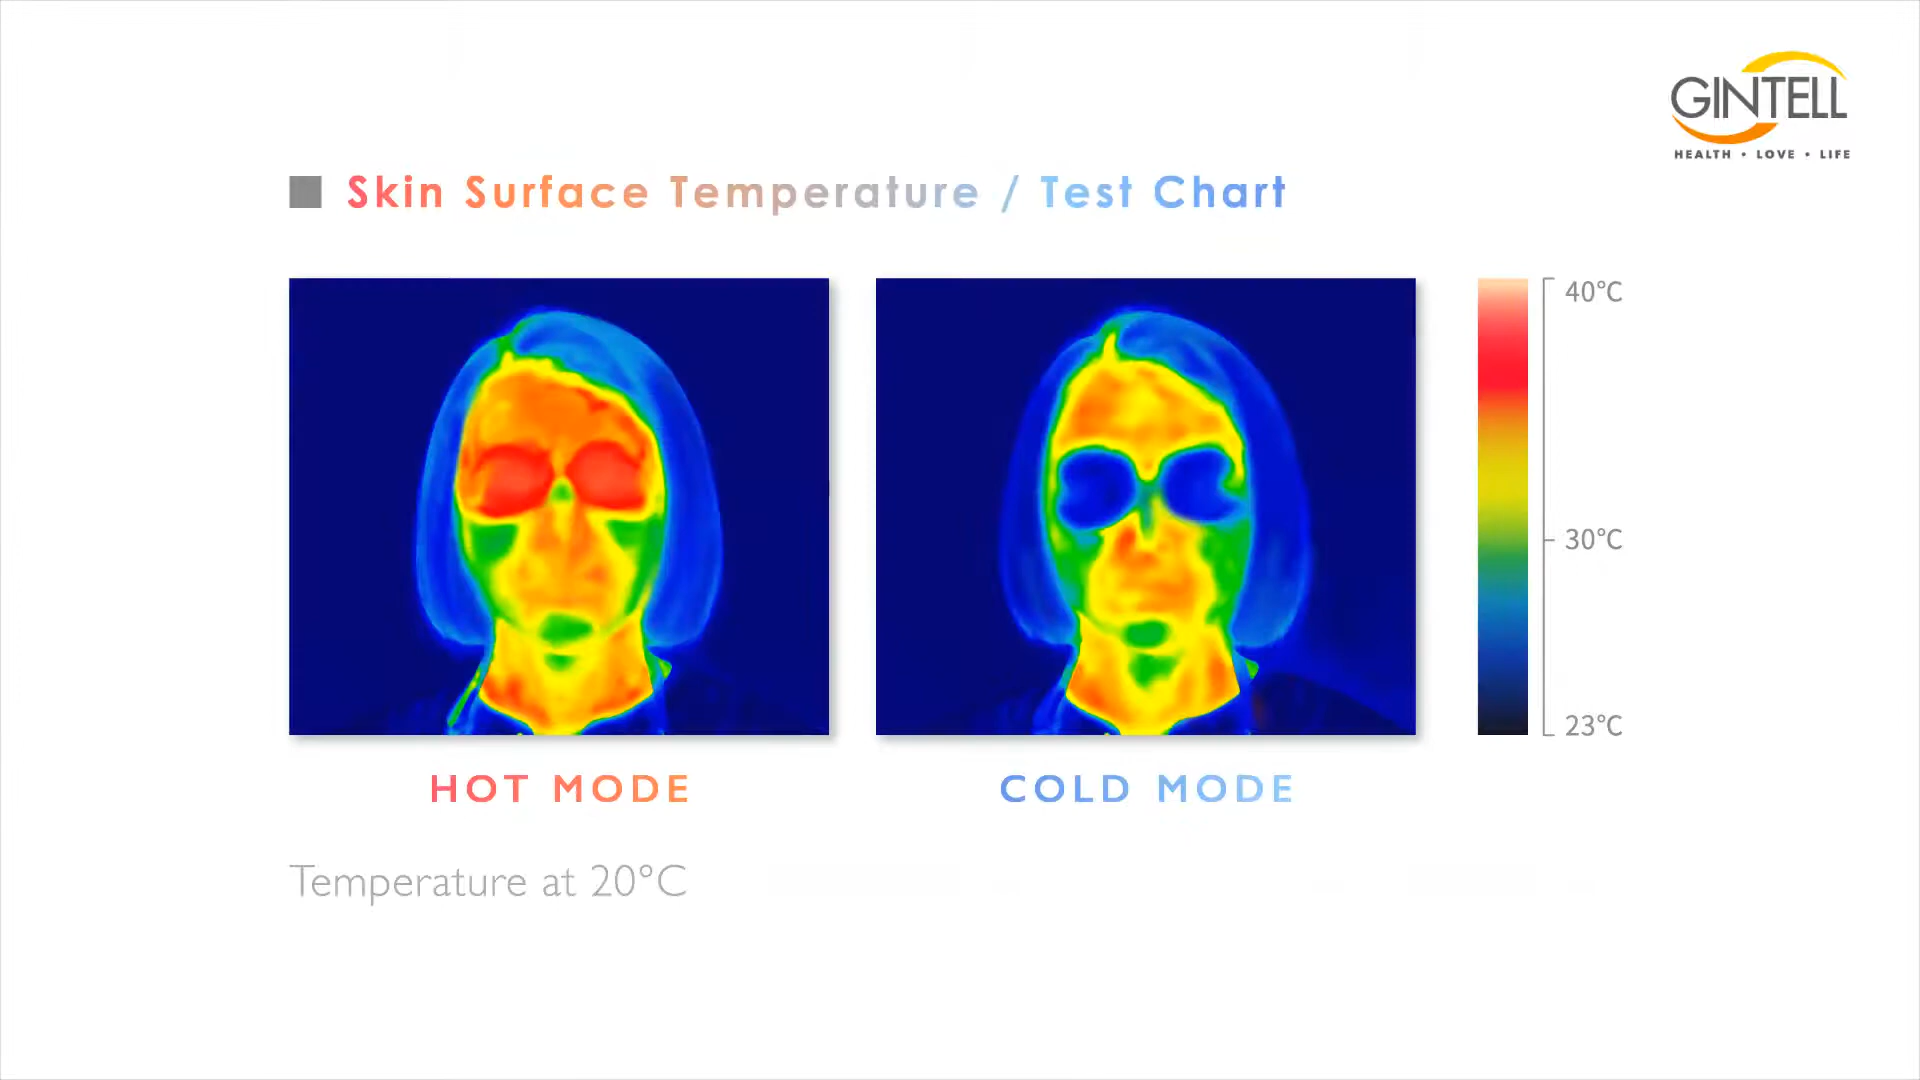 GINTELL
HEALTH • LOVE • LIFE
Skin Surface Temperature / Test Chart
40°C
30°C
23°C
HOT MODE
COLD MODE
Temperature at 20°C